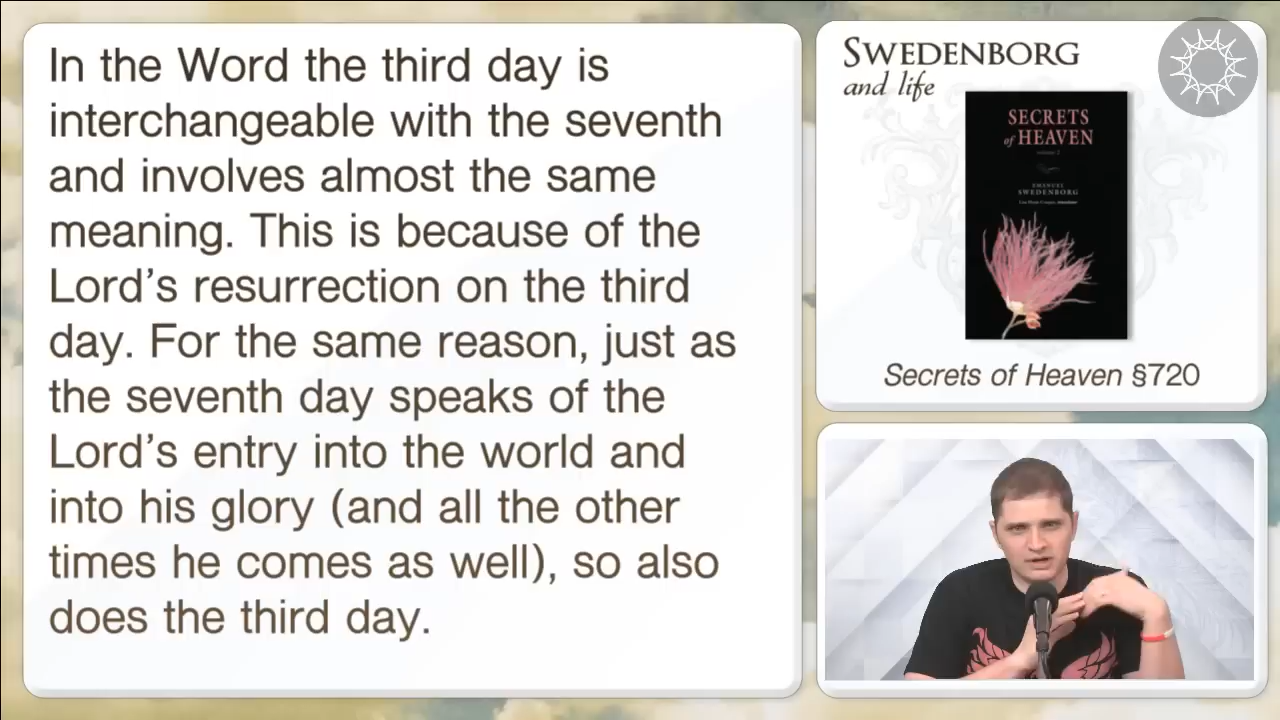 In the Word the third day is
interchangeable with the seventh
and involves almost the same
meaning. This is because of the
Lord’s resurrection on the third
day. For the same reason, just as
the seventh day speaks of the
Lord’s entry into the world and
into his glory (and all the other
times he comes as well), so also
does the third day.
SWEDENBORG
and life
SECRETS
of HEAVEN
volume 2
EMANUEL
SWEDENBORG
Secrets of Heaven §720